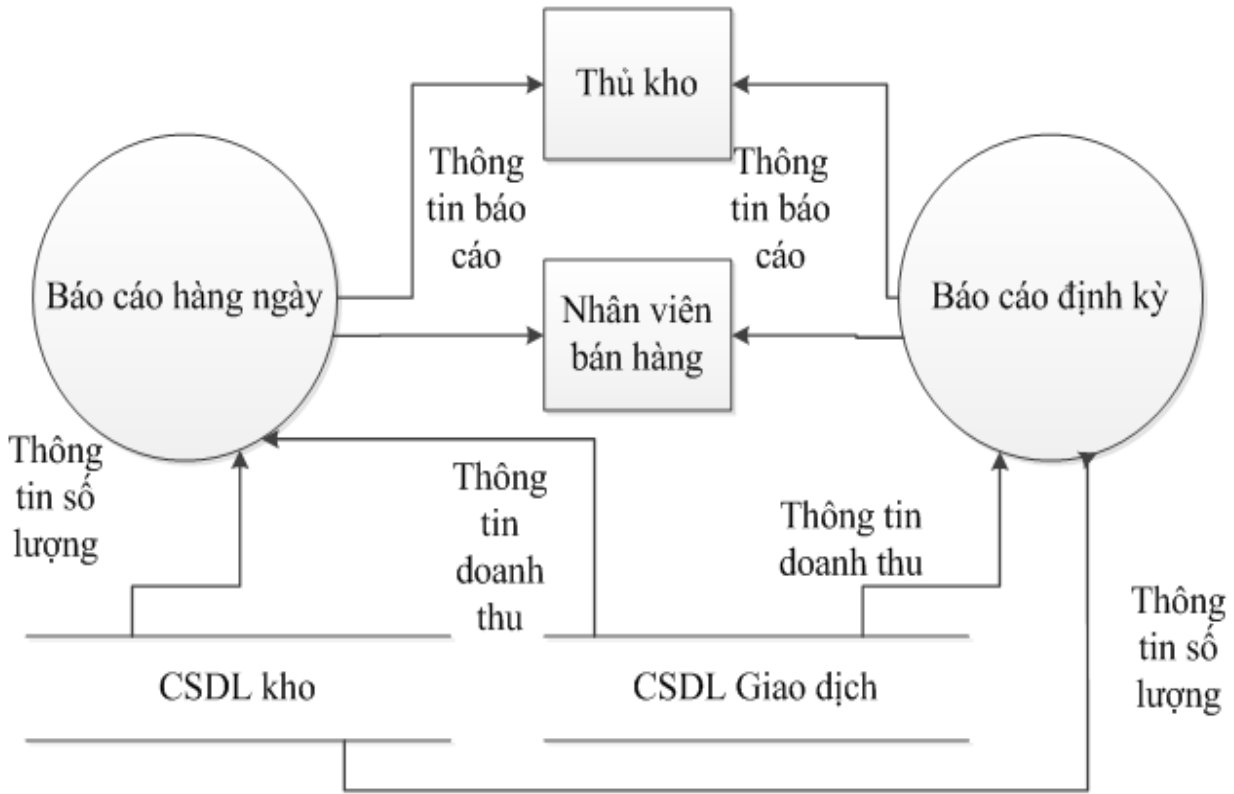 Thủ kho
Thông
tin báo
cáo
Thông
tin báo
cáo
Báo cáo hàng ngày
Nhân viên
bán hàng
Báo cáo định kỳ
Thông
tin số
lượng
Thông
tin
doanh
thu
Thông tin
doanh thu
Thông
tin số
lượng
CSDL kho
CSDL Giao dịch